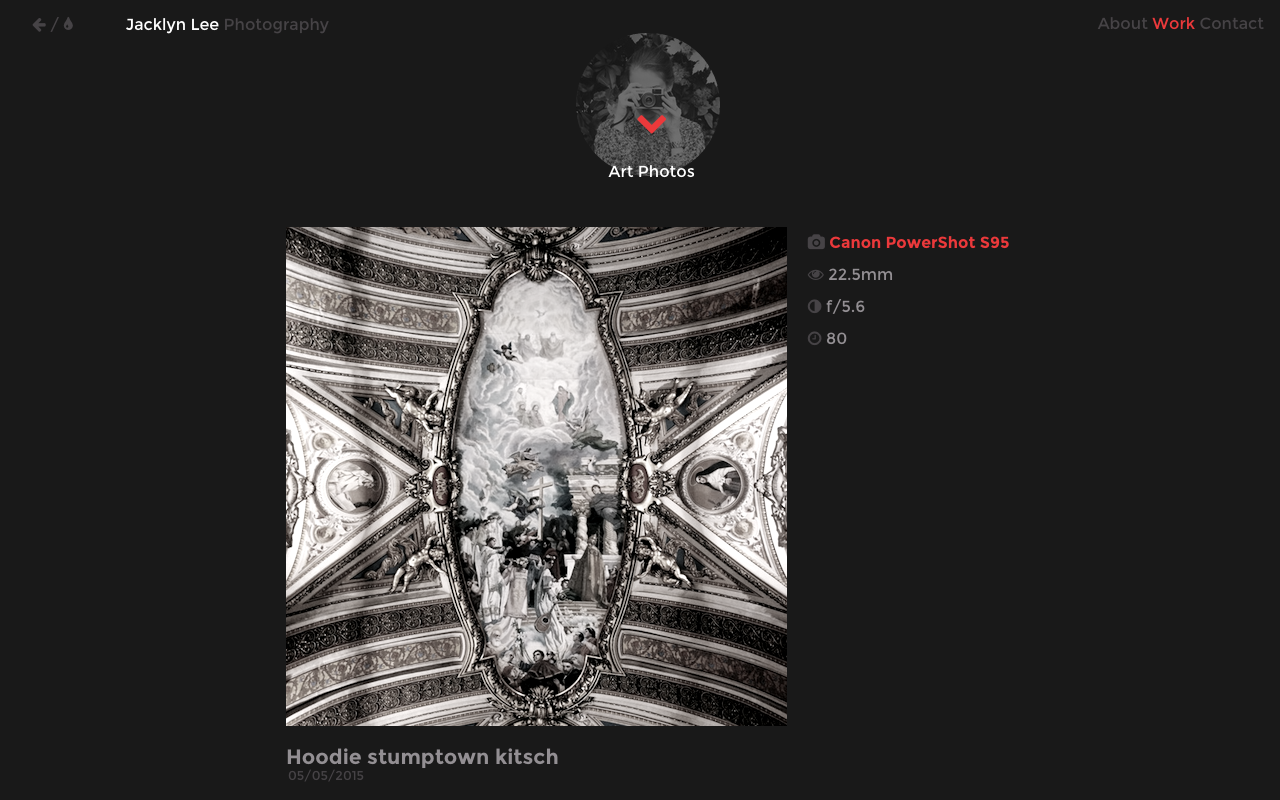 / Jacklyn Lee Photography
About Work Contact
Art Photos
Canon PowerShot S95
22.5mm
f/5.6
80
Hoodie stumptown kitsch
05/05/2015